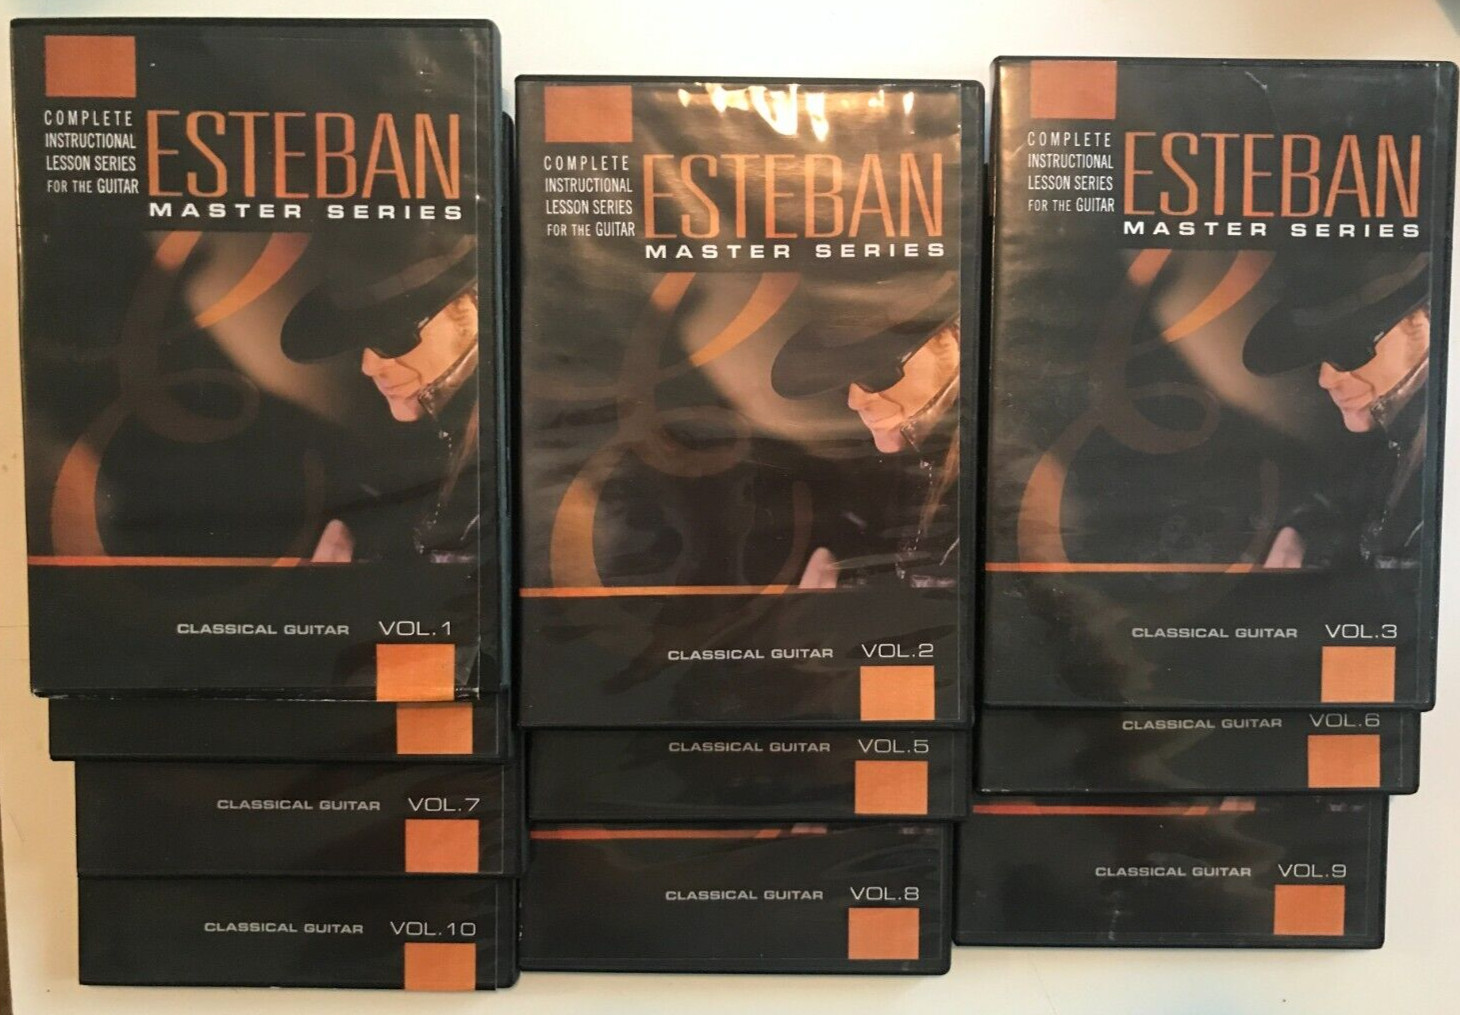 COMPLETE
INSTRUCTIONAL
LESSON SERIES
FOR THE GUITAR
ESTEBAN
MASTER SERIES
CLASSICAL GUITAR VOL.1
COMPLETE
INSTRUCTIONAL
LESSON SERIES
FOR THE GUITAR
ESTEBAN
MASTER SERIES
CLASSICAL GUITAR VOL.2
COMPLETE
INSTRUCTIONAL
LESSON SERIES
FOR THE GUITAR
ESTEBAN
MASTER SERIES
CLASSICAL GUITAR VOL.3
CLASSICAL GUITAR VOL.5
CLASSICAL GUITAR VOL.6
CLASSICAL GUITAR VOL.7
CLASSICAL GUITAR VOL.8
CLASSICAL GUITAR VOL.9
CLASSICAL GUITAR VOL.10